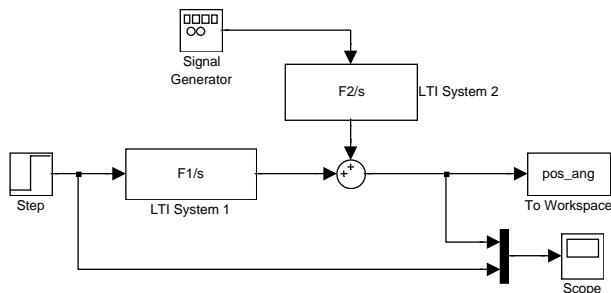 Signal
Generator
F2/s
LTI System 2
Step
F1/s
LTI System 1
+
+
pos_ang
To Workspace
Scope